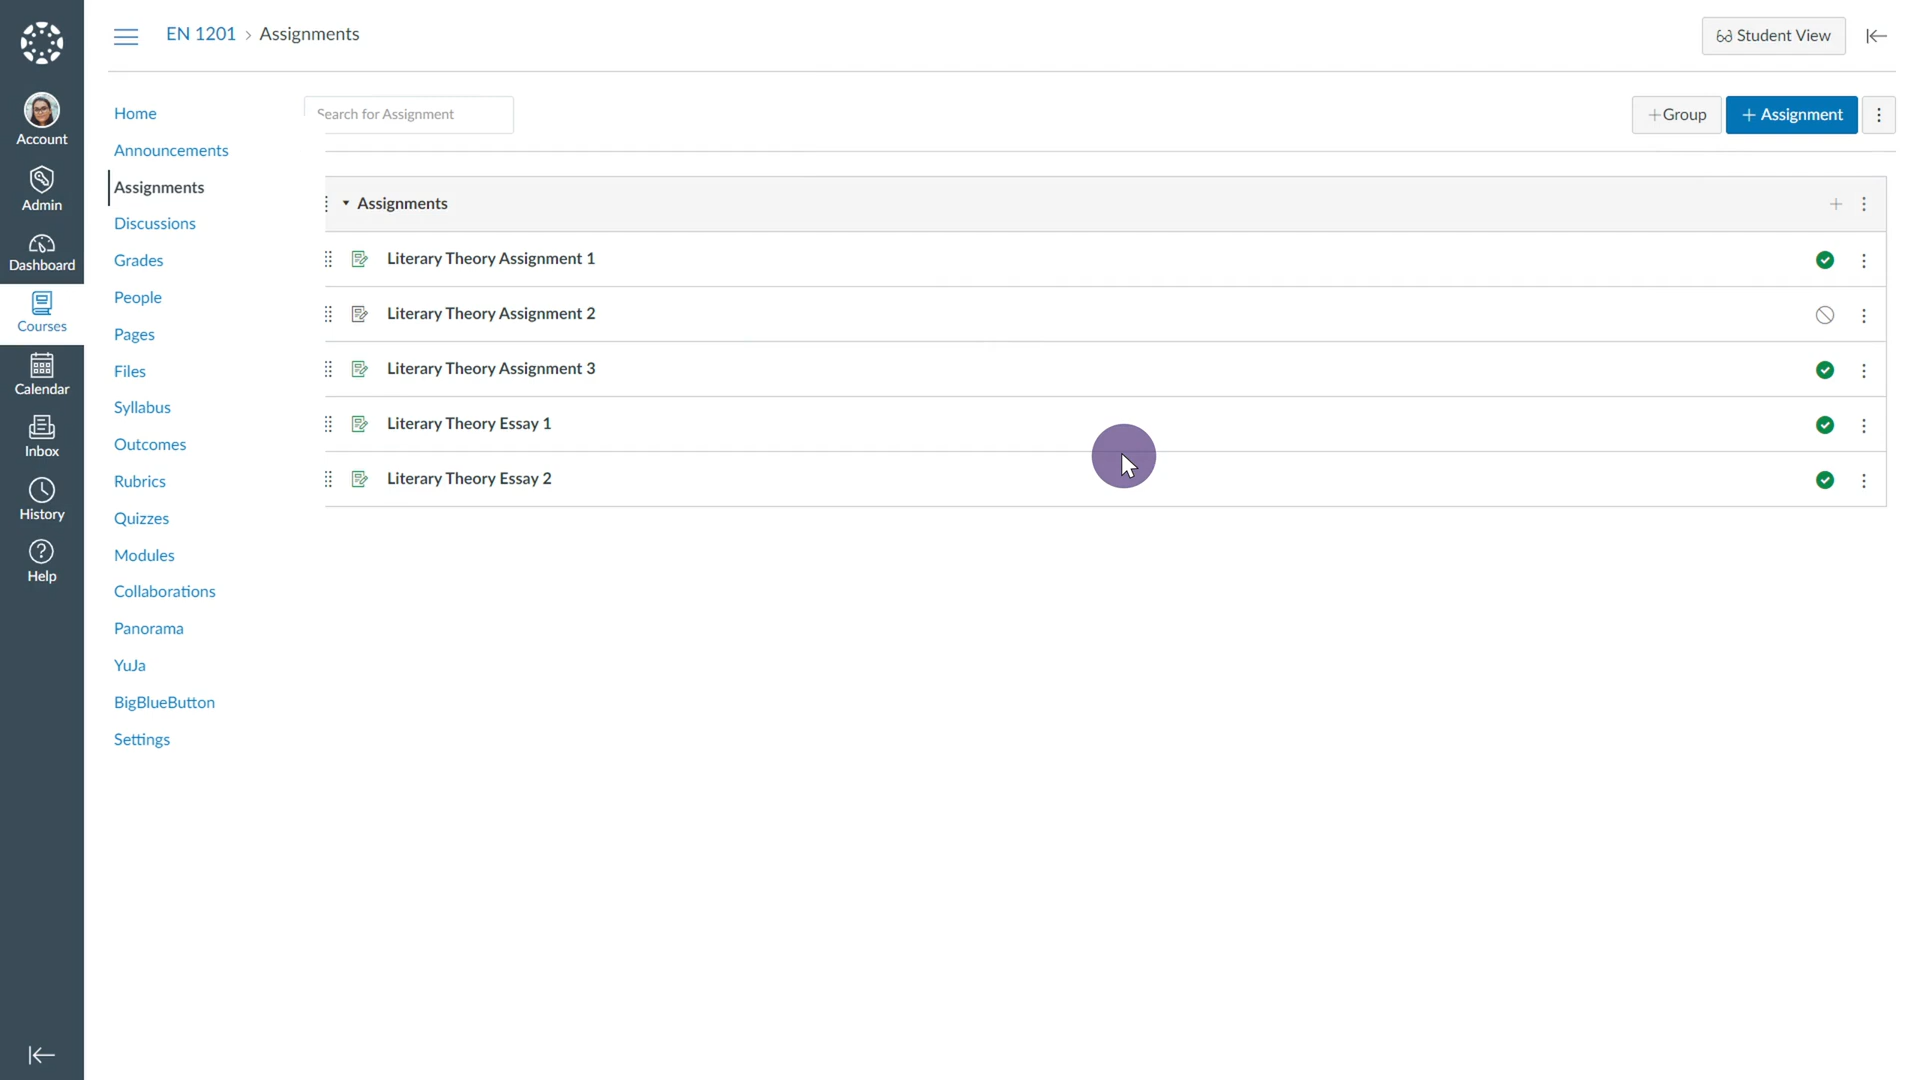 EN 1201 > Assignments
Student View
Account
Admin
Dashboard
Courses
Calendar
Inbox
History
Help
Home
Announcements
Assignments
Discussions
Grades
People
Pages
Files
Syllabus
Outcomes
Rubrics
Quizzes
Modules
Collaborations
Panorama
YuJa
BigBlueButton
Settings
Search for Assignment
+Group
+ Assignment
Assignments
Literary Theory Assignment 1
Literary Theory Assignment 2
Literary Theory Assignment 3
Literary Theory Essay 1
Literary Theory Essay 2